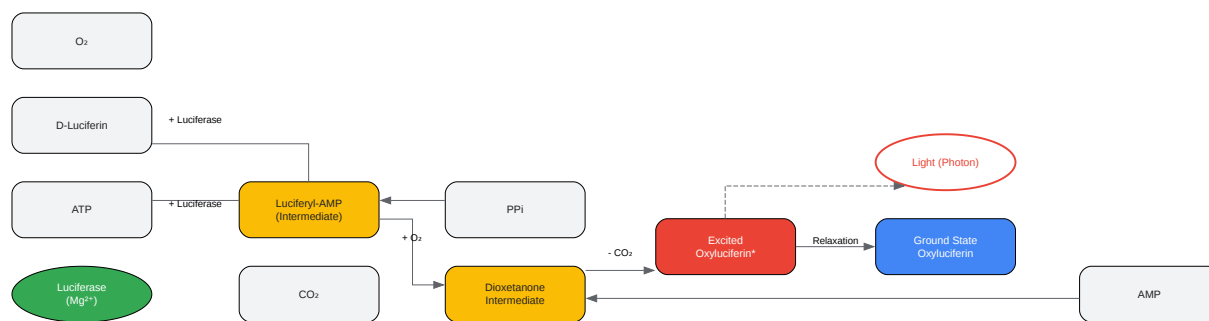 O₂
D-Luciferin
+ Luciferase
Light (Photon)
ATP
+ Luciferase
Luciferyl-AMP
(Intermediate)
PPi
+ O₂
- CO₂
Excited
Oxyluciferin*
Relaxation
Ground State
Oxyluciferin
Luciferase
(Mg²⁺)
CO₂
Dioxetanone
Intermediate
AMP